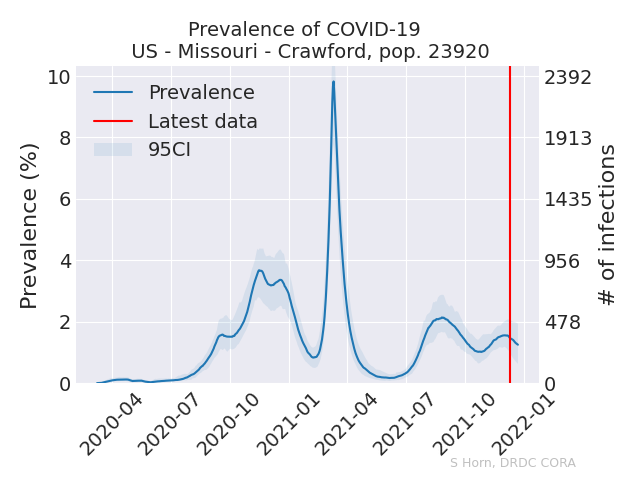 Prevalence of COVID-19
US - Missouri - Crawford, pop. 23920
Prevalence
Latest data
95CI
Prevalence (%)
10
8
6
4
2
0
2392
1913
1435
956
478
0
# of infections
2020-04
2020-07
2020-10
2021-01
2021-04
2021-07
2021-10
2022-01
S Horn, DRDC CORA